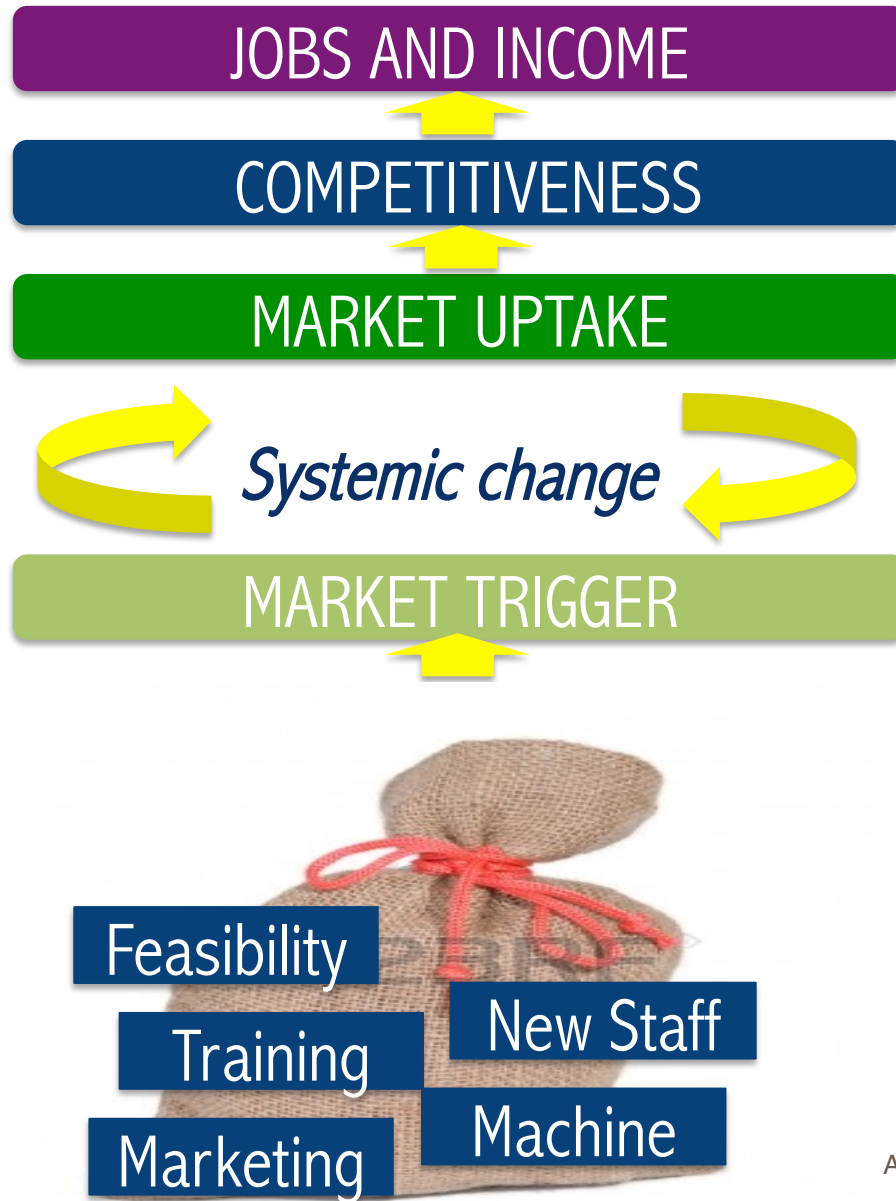 JOBS AND INCOME
COMPETITIVENESS
MARKET UPTAKE
Systemic change
MARKET TRIGGER
Feasibility
New Staff
Training
Machine
Marketing
A